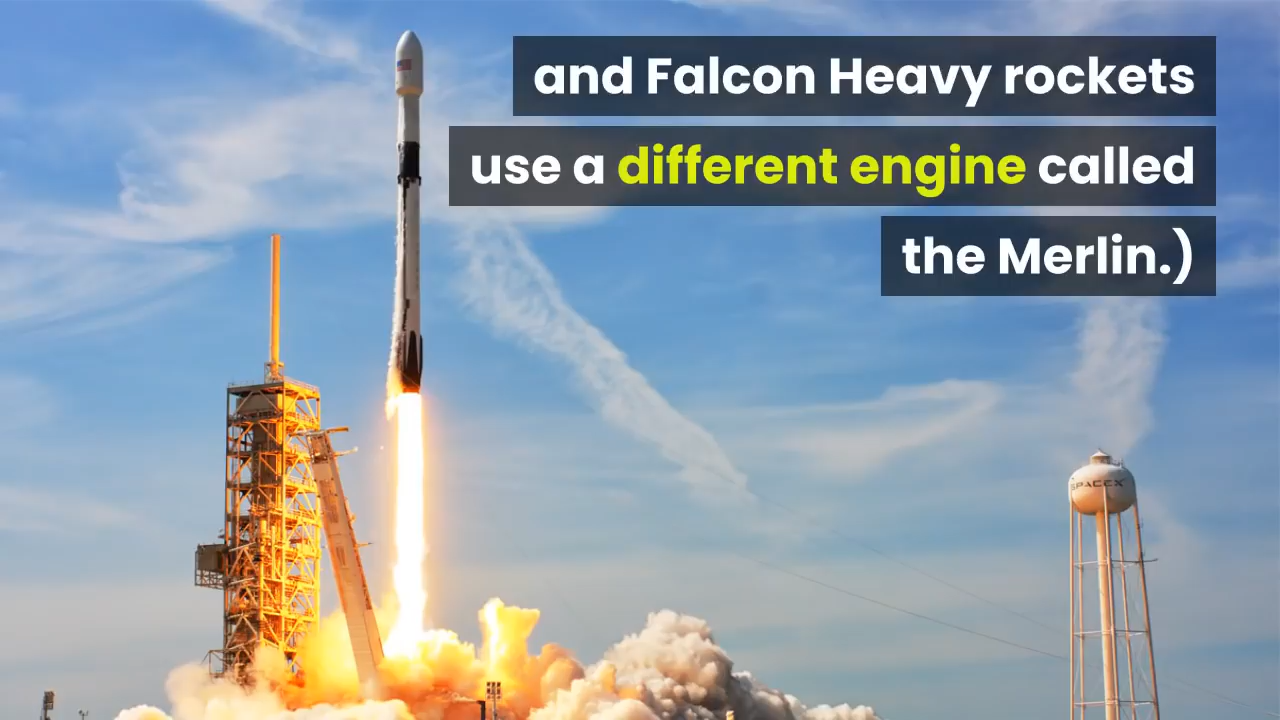 and Falcon Heavy rockets
use a different engine called
the Merlin.)
SPACEX